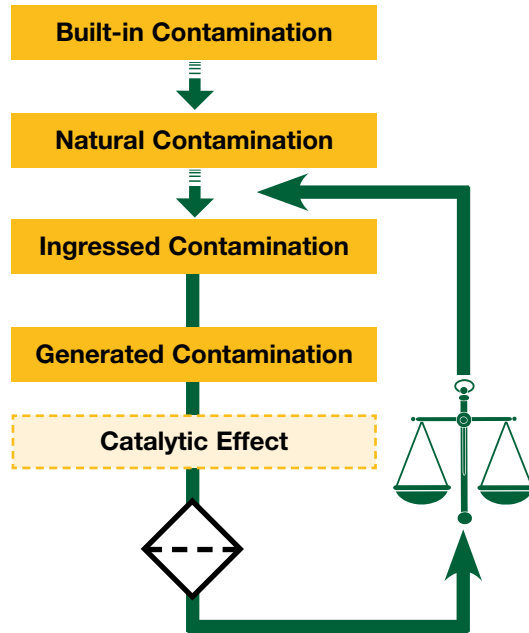 Built-in Contamination
Natural Contamination
Ingressed Contamination
Generated Contamination
Catalytic Effect